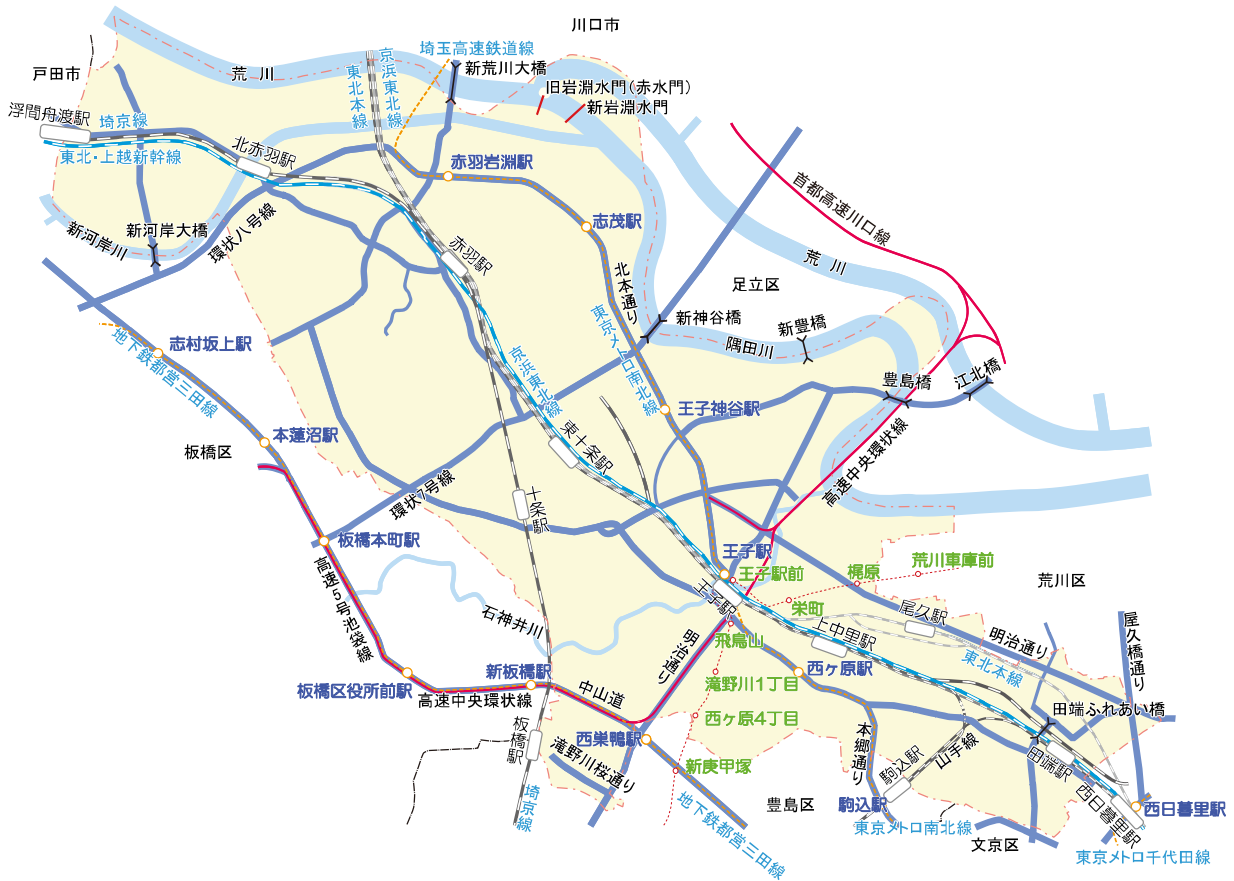 川口市
埼玉高速鉄道線
京浜東北線
東北本線
新荒川大橋
戸田市
荒川
旧岩淵水門(赤水門)
新岩淵水門
浮間舟渡駅
埼京線
東北・上越新幹線
北赤羽駅
赤羽岩淵駅
首都高速川口線
志茂駅
新河岸川
新河岸大橋
環状八号線
赤羽駅
北本通り
荒川
足立区
東京メトロ南北線
新神谷橋
新豊橋
隅田川
志村坂上駅
地下鉄都営三田線
京浜東北線
豊島橋
江北橋
王子神谷駅
本蓮沼駅
板橋区
東十条駅
高速中央環状線
環状7号線
十条駅
板橋本町駅
王子駅
王子駅前
梶原
荒川車庫前
荒川区
高速5号池袋線
王子駅
栄町
尾久駅
屋久橋通り
石神井川
飛鳥山
上中里駅
明治通り
明治通り
東北本線
新板橋駅
西ヶ原駅
板橋区役所前駅
高速中央環状線
中山道
滝野川1丁目
田端ふれあい橋
西ヶ原4丁目
本郷通り
板橋駅
西巣鴨駅
山手線
田端駅
滝野川桜通り
新庚申塚
駒込駅
西日暮里駅
埼京線
地下鉄都営三田線
豊島区
駒込駅
西日暮里駅
東京メトロ南北線
文京区
東京メトロ千代田線